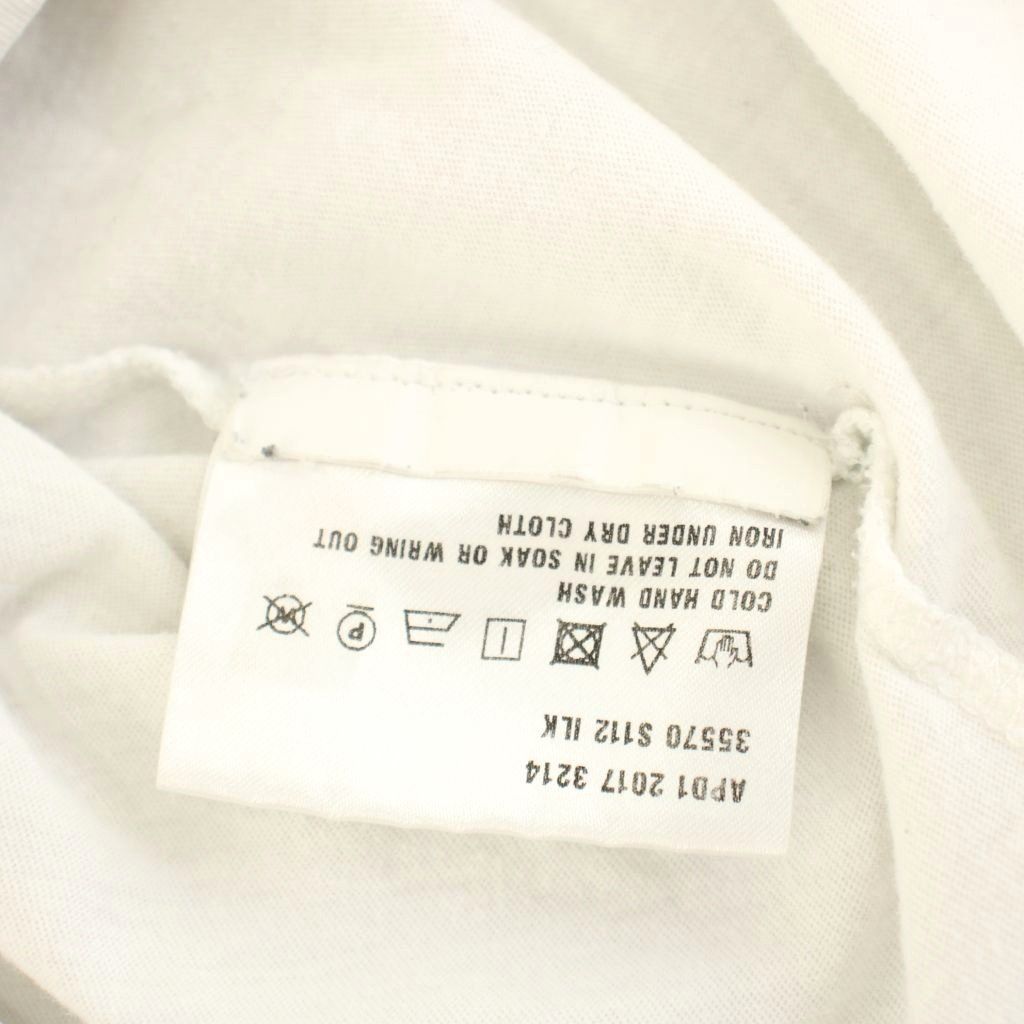 AP01 2017 3214
35570 S112 ILK
COLD HAND WASH
DO NOT LEAVE IN SOAK OR WRING OUT
IRON UNDER DRY CLOTH